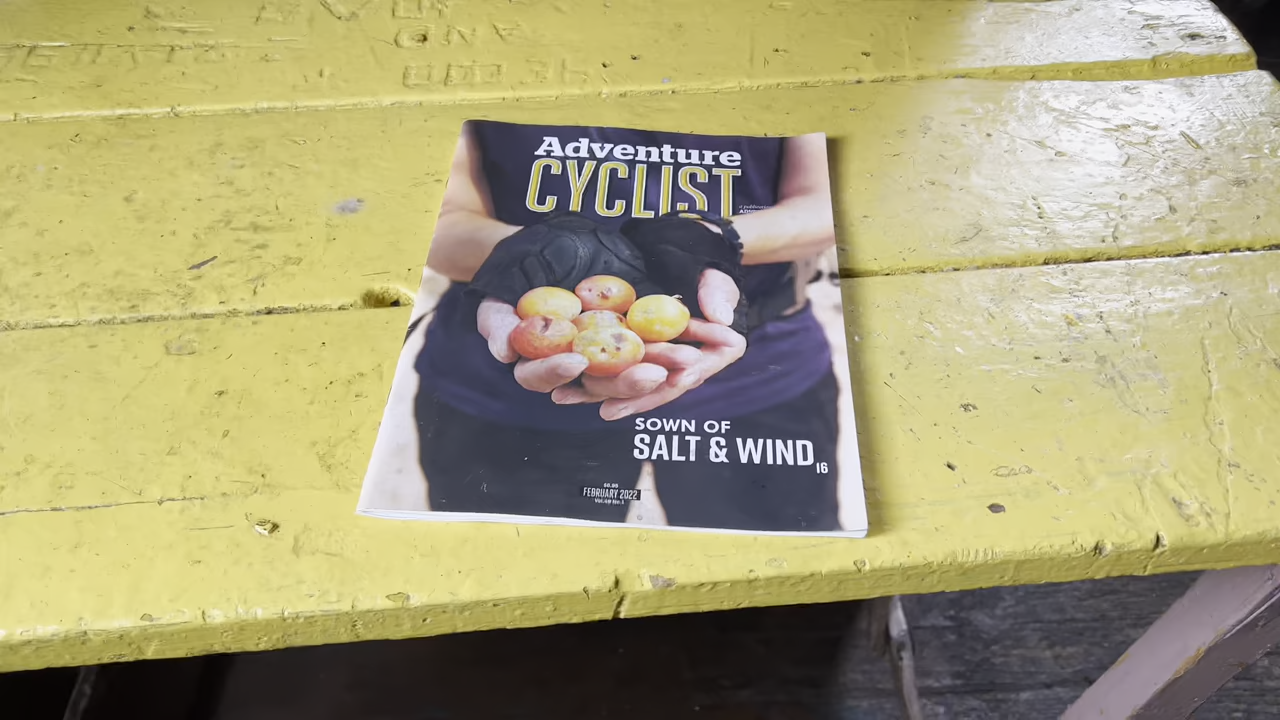 Adventure
CYCLIST
SOWN OF
SALT & WIND
16
FEBRUARY 2022